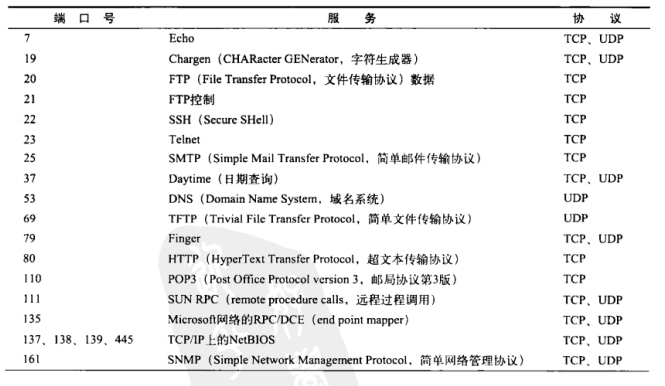 端 口 号 服 务 协 议
7 Echo TCP、UDP
19 Chargen（CHARacter GENerator，字符生成器） TCP、UDP
20 FTP（File Transfer Protocol，文件传输协议）数据 TCP
21 FTP控制 TCP
22 SSH（Secure SHell） TCP
23 Telnet TCP
25 SMTP（Simple Mail Transfer Protocol，简单邮件传输协议） TCP
37 Daytime（日期查询） TCP、UDP
53 DNS（Domain Name System，域名系统） UDP
69 TFTP（Trivial File Transfer Protocol，简单文件传输协议） UDP
79 Finger TCP、UDP
80 HTTP（HyperText Transfer Protocol，超文本传输协议） TCP
110 POP3（Post Office Protocol version 3，邮局协议第3版） TCP
111 SUN RPC（remote procedure calls，远程过程调用） TCP、UDP
135 Microsoft网络的RPC/DCE（end point mapper） TCP、UDP
137、138、139、445 TCP/IP上的NetBIOS TCP、UDP
161 SNMP（Simple Network Management Protocol，简单网络管理协议） TCP、UDP